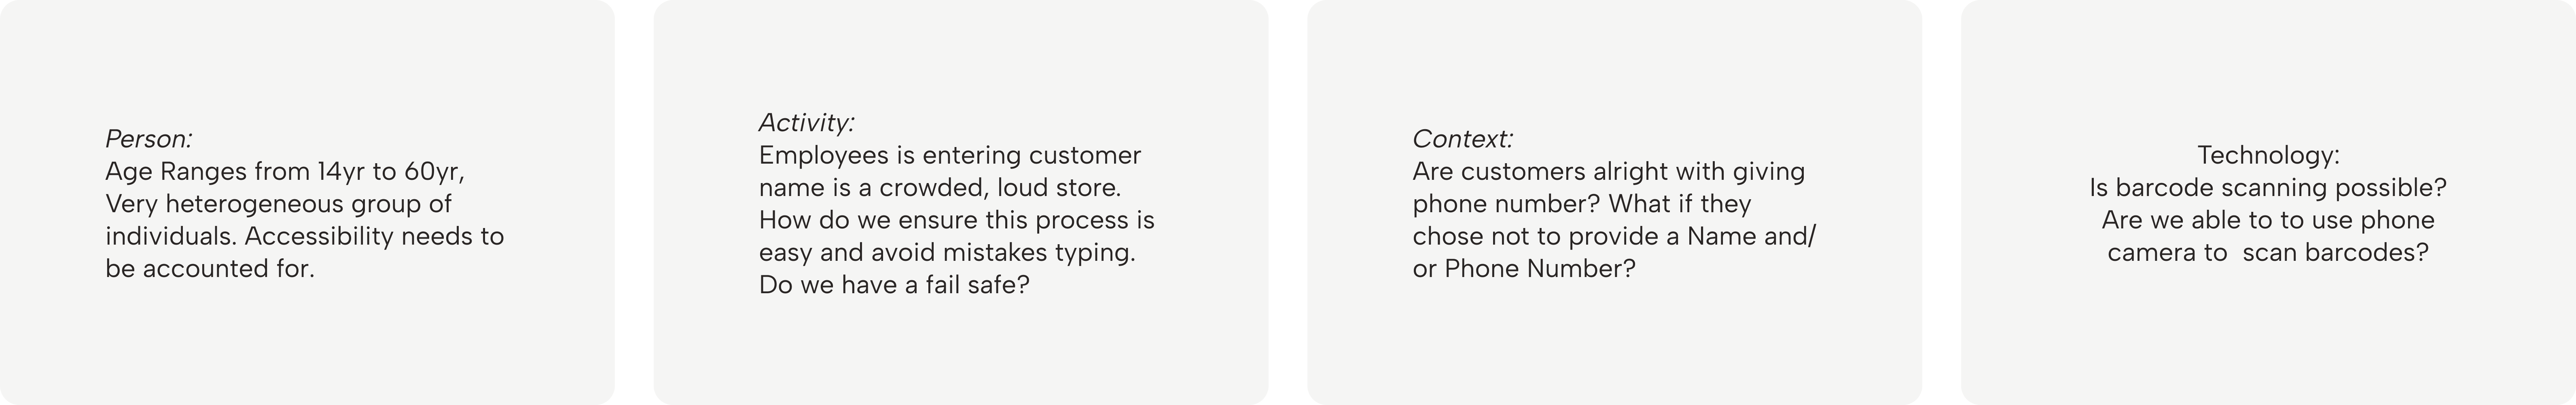 Person:
Age Ranges from 14yr to 60yr,
Very heterogeneous group of
individuals. Accessibility needs to
be accounted for.
Activity:
Employees is entering customer
name is a crowded, loud store.
How do we ensure this process is
easy and avoid mistakes typing.
Do we have a fail safe?
Context:
Are customers alright with giving
phone number? What if they
chose not to provide a Name and/
or Phone Number?
Technology:
Is barcode scanning possible?
Are we able to to use phone
camera to  scan barcodes?